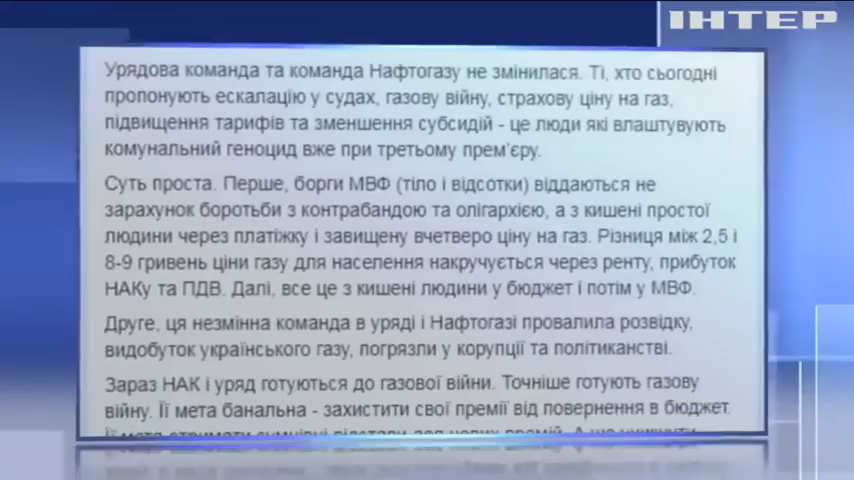 ІНТЕР
Урядова команда та команда Нафтогазу не змінилася. Ті, хто сьогодні
пропонують ескалацію у судах, газову війну, страхову ціну на газ,
підвищення тарифів та зменшення субсидій - це люди які влаштувують
комунальний геноцид вже при третьому прем'єру.
Суть проста. Перше, борги МВФ (тіло і відсотки) віддаються не
зарахунок боротьби з контрабандою та олігархією, а з кишені простої
людини через платіжку і завищену вчетверо ціну на газ. Різниця між 2,5 і
8-9 гривень ціни газу для населення накручується через ренту, прибуток
НАКу та ПДВ. Далі, все це з кишені людини у бюджет і потім у МВФ.
Друге, ця незмінна команда в уряді і Нафтогазі провалила розвідку,
видобуток українського газу, погрязли у корупції та політиканстві.
Зараз НАК і уряд готуються до газової війни. Точніше готують газову
війну. Її мета банальна - захистити свої премії від повернення в бюджет.